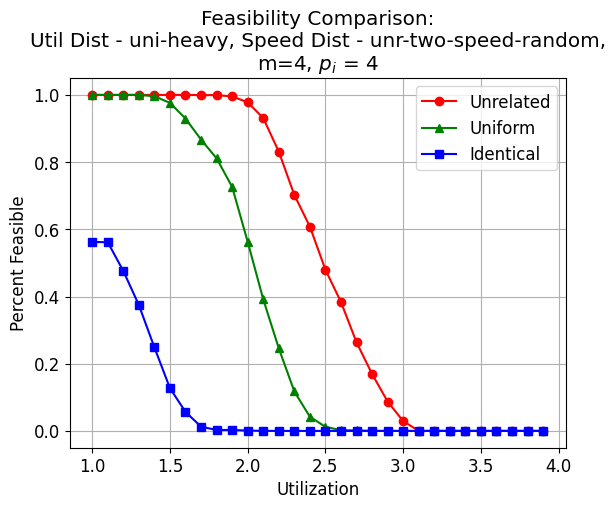 Feasibility Comparison:
Util Dist - uni-heavy, Speed Dist - unr-two-speed-random,
m=4, $p_i$ = 4
Unrelated
Uniform
Identical
Percent Feasible
1.0
0.8
0.6
0.4
0.2
0.0
1.0
1.5
2.0
2.5
3.0
3.5
4.0
Utilization